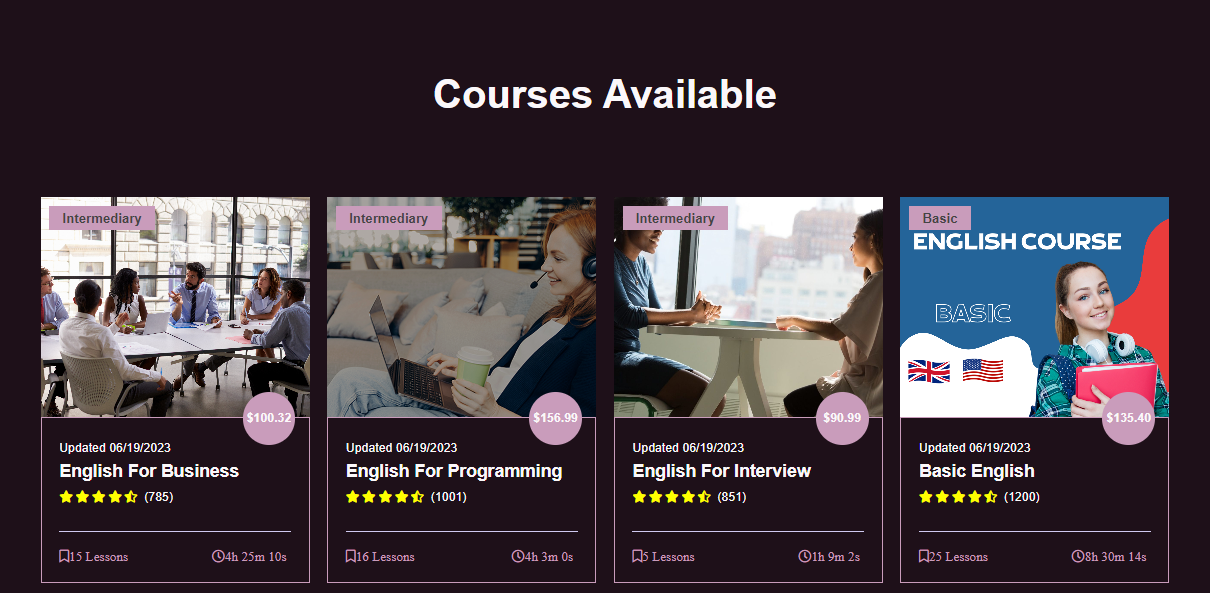 Courses Available
Intermediary
$100.32
Updated 06/19/2023
English For Business
(785)
15 Lessons
4h 25m 10s
Intermediary
$156.99
Updated 06/19/2023
English For Programming
(1001)
16 Lessons
4h 3m 0s
Intermediary
$90.99
Updated 06/19/2023
English For Interview
(851)
5 Lessons
1h 9m 2s
Basic
ENGLISH COURSE
BASIC
$135.40
Updated 06/19/2023
Basic English
(1200)
25 Lessons
8h 30m 14s